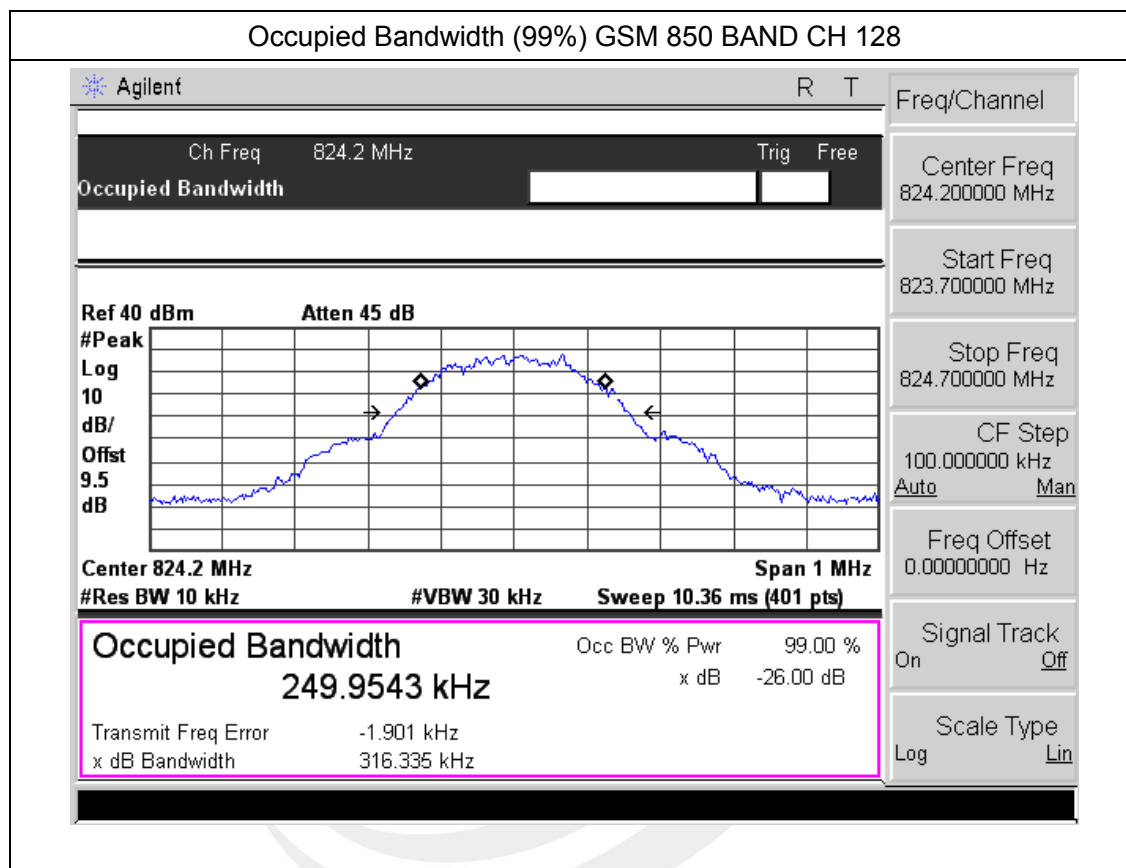 Occupied Bandwidth (99%) GSM 850 BAND CH 128
Agilent R T
Ch Freq 824.2 MHz Trig Free
Occupied Bandwidth
Ref 40 dBm Atten 45 dB
#Peak
Log
10
dB/
Offst
9.5
dB
Center 824.2 MHz Span 1 MHz
#Res BW 10 kHz #VBW 30 kHz Sweep 10.36 ms (401 pts)
Occupied Bandwidth Occ BW % Pwr 99.00 %
249.9543 kHz x dB -26.00 dB
Transmit Freq Error -1.901 kHz
x dB Bandwidth 316.335 kHz
Freq/Channel
Center Freq
824.200000 MHz
Start Freq
823.700000 MHz
Stop Freq
824.700000 MHz
CF Step
100.000000 kHz
Auto Man
Freq Offset
0.00000000 Hz
Signal Track
On Off
Scale Type
Log Lin